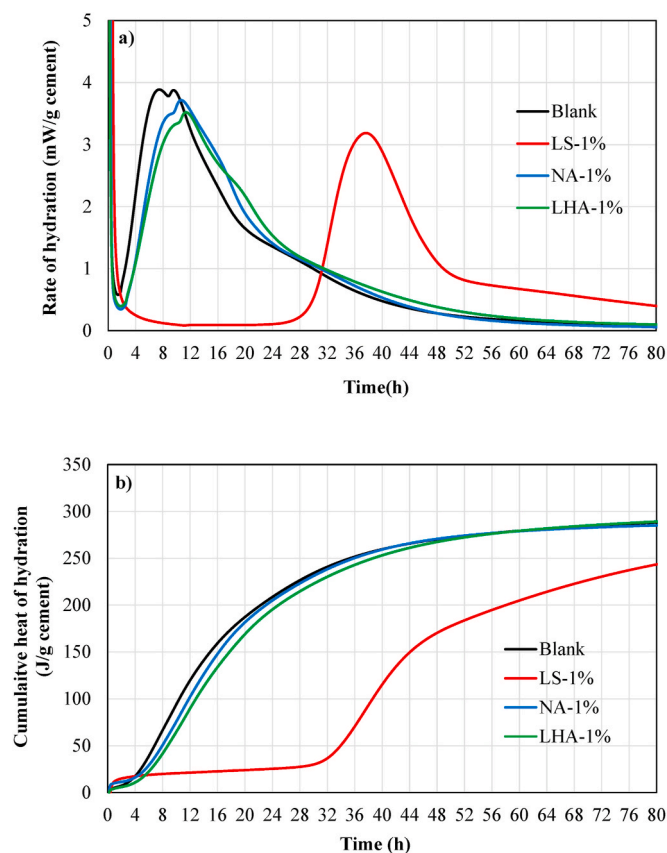 a)
5
4
3
2
1
0
Rate of hydration (mW/g cement)
Blank
LS-1%
NA-1%
LHA-1%
0 4 8 12 16 20 24 28 32 36 40 44 48 52 56 60 64 68 72 76 80
Time(h)
b)
350
300
250
200
150
100
50
0
Cumulaitve heat of hydration
(J/g cement)
Blank
LS-1%
NA-1%
LHA-1%
0 4 8 12 16 20 24 28 32 36 40 44 48 52 56 60 64 68 72 76 80
Time (h)